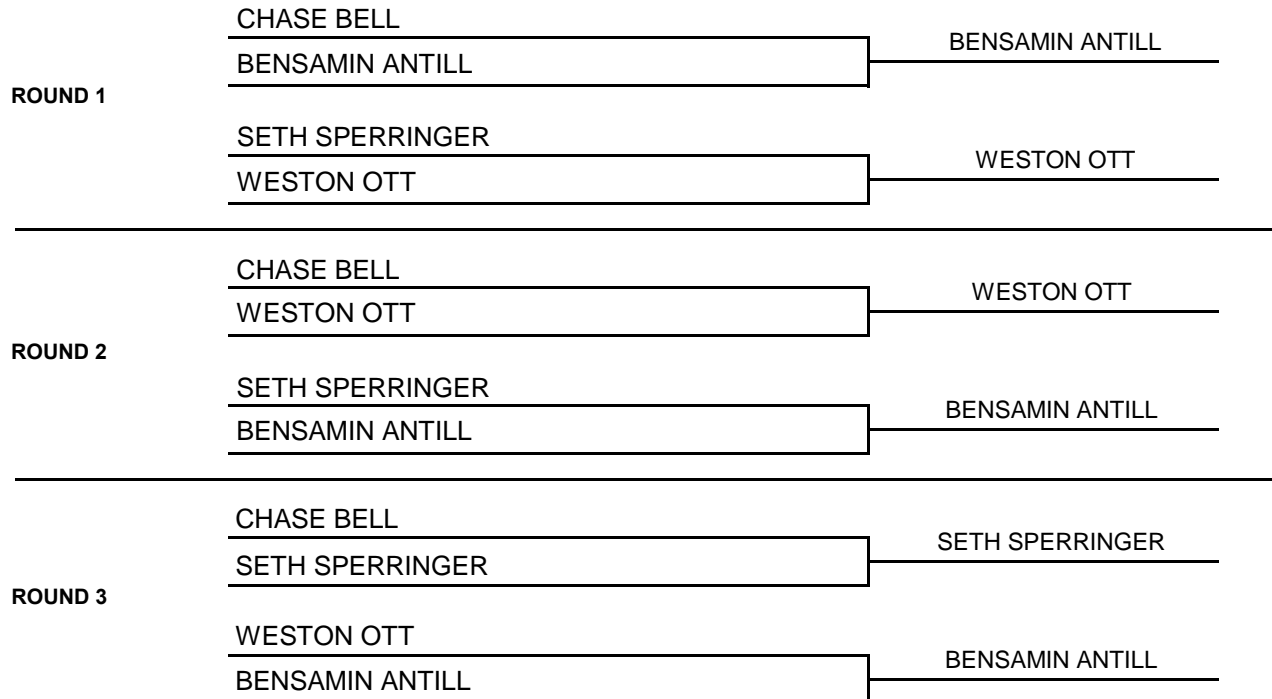 CHASE BELL
BENSAMIN ANTILL
BENSAMIN ANTILL
ROUND 1
SETH SPERRINGER
WESTON OTT
WESTON OTT
CHASE BELL
WESTON OTT
WESTON OTT
ROUND 2
SETH SPERRINGER
BENSAMIN ANTILL
BENSAMIN ANTILL
CHASE BELL
SETH SPERRINGER
SETH SPERRINGER
ROUND 3
WESTON OTT
BENSAMIN ANTILL
BENSAMIN ANTILL